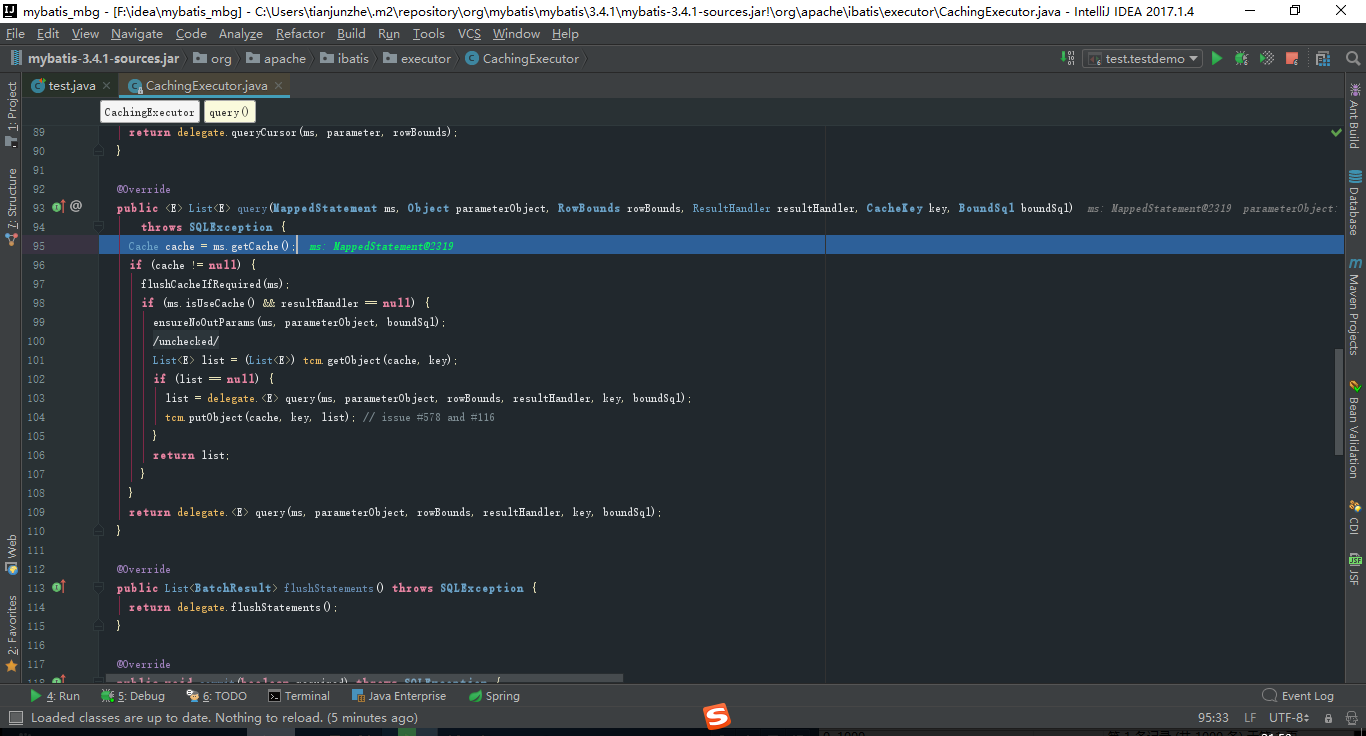 mybatis_mbg - [F:\idea\mybatis_mbg] - C:\Users\tianjunzhe\.m2\repository\org\mybatis\mybatis\3.4.1\mybatis-3.4.1-sources.jar!\org\apache\ibatis\executor\CachingExecutor.java - IntelliJ IDEA 2017.1.4
File Edit View Navigate Code Analyze Refactor Build Run Tools VCS Window Help
mybatis-3.4.1-sources.jar org apache ibatis executor CachingExecutor test.testdemo
test.java CachingExecutor.java
CachingExecutor query()
89 return delegate.queryCursor(ms, parameter, rowBounds);
90 }
91
92 @Override
93 public <E> List<E> query(MappedStatement ms, Object parameterObject, RowBounds rowBounds, ResultHandler resultHandler, CacheKey key, BoundSql boundSql) ms: MappedStatement@2319 parameterObject:
94 throws SQLException {
95 Cache cache = ms.getCache(); ms: MappedStatement@2319
96 if (cache != null) {
97 flushCacheIfRequired(ms);
98 if (ms.isUseCache() && resultHandler == null) {
99 ensureNoOutParams(ms, parameterObject, boundSql);
100 /unchecked/
101 List<E> list = (List<E>) tcm.getObject(cache, key);
102 if (list == null) {
103 list = delegate.<E> query(ms, parameterObject, rowBounds, resultHandler, key, boundSql);
104 tcm.putObject(cache, key, list); // issue #578 and #116
105 }
106 return list;
107 }
108 }
109 return delegate.<E> query(ms, parameterObject, rowBounds, resultHandler, key, boundSql);
110 }
111
112 @Override
113 public List<BatchResult> flushStatements() throws SQLException {
114 return delegate.flushStatements();
115 }
116
117 @Override
118 public void commit(boolean required) throws SQLException {
1: Project
7: Structure
Web
2: Favorites
Ant Build
Database
Maven Projects
Bean Validation
CDI
JSF
4: Run 5: Debug 6: TODO Terminal Java Enterprise Spring Event Log
Loaded classes are up to date. Nothing to reload. (5 minutes ago) 95:33 LF UTF-8